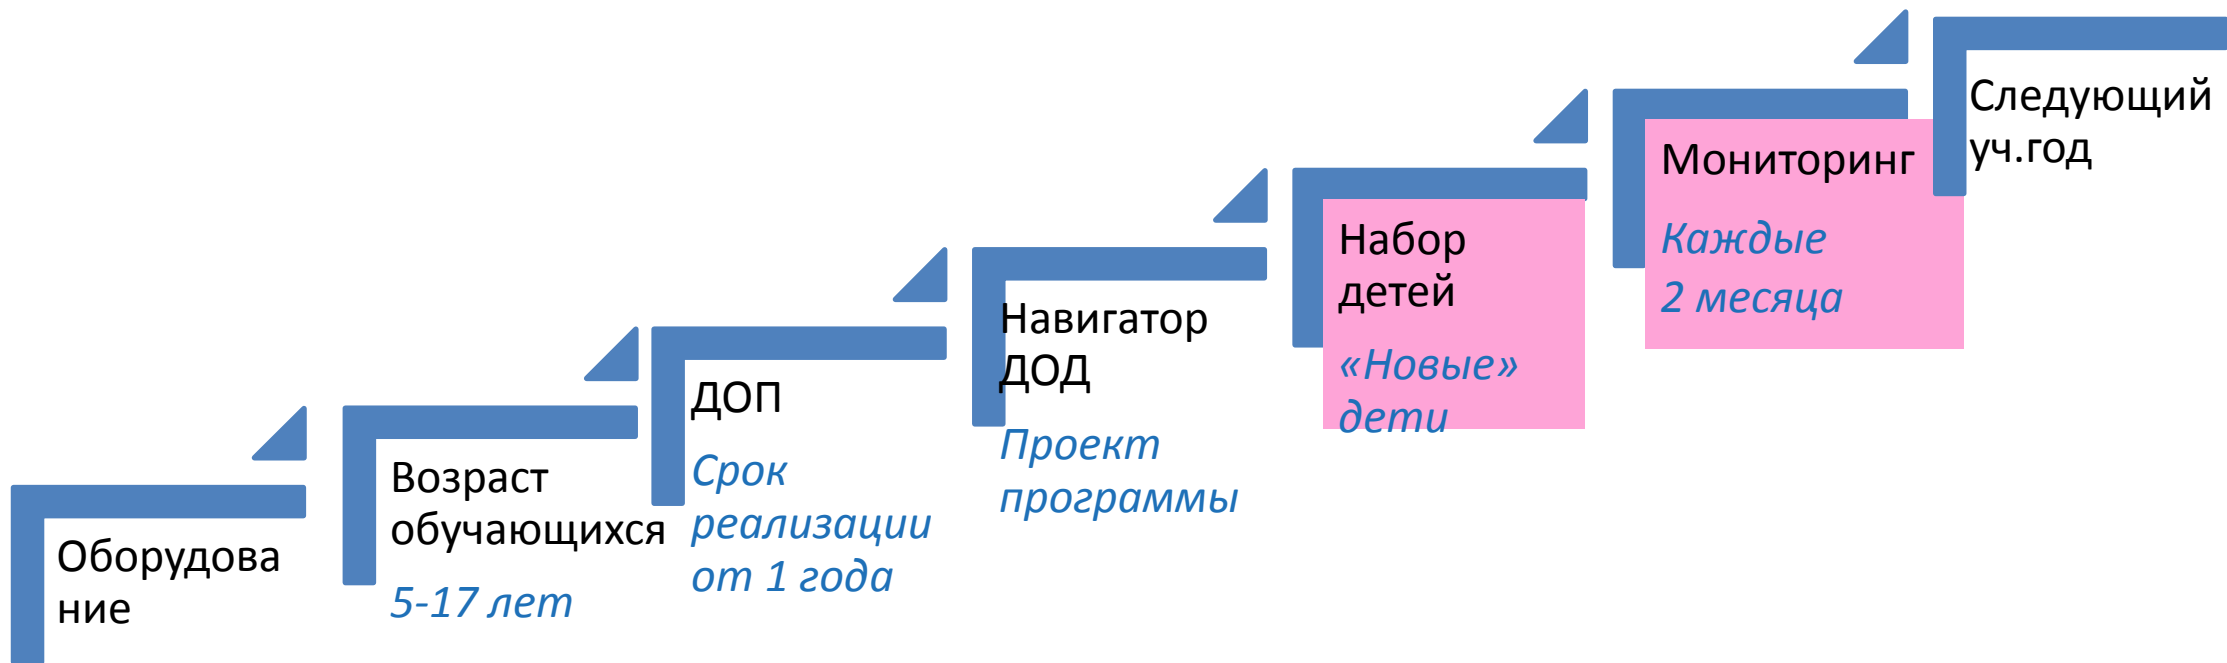 Оборудова
ние
Возраст
обучающихся
5-17 лет
ДОП
Срок
реализации
от 1 года
Навигатор
ДОД
Проект
программы
Набор
детей
«Новые»
дети
Мониторинг
Каждые
2 месяца
Следующий
уч.год